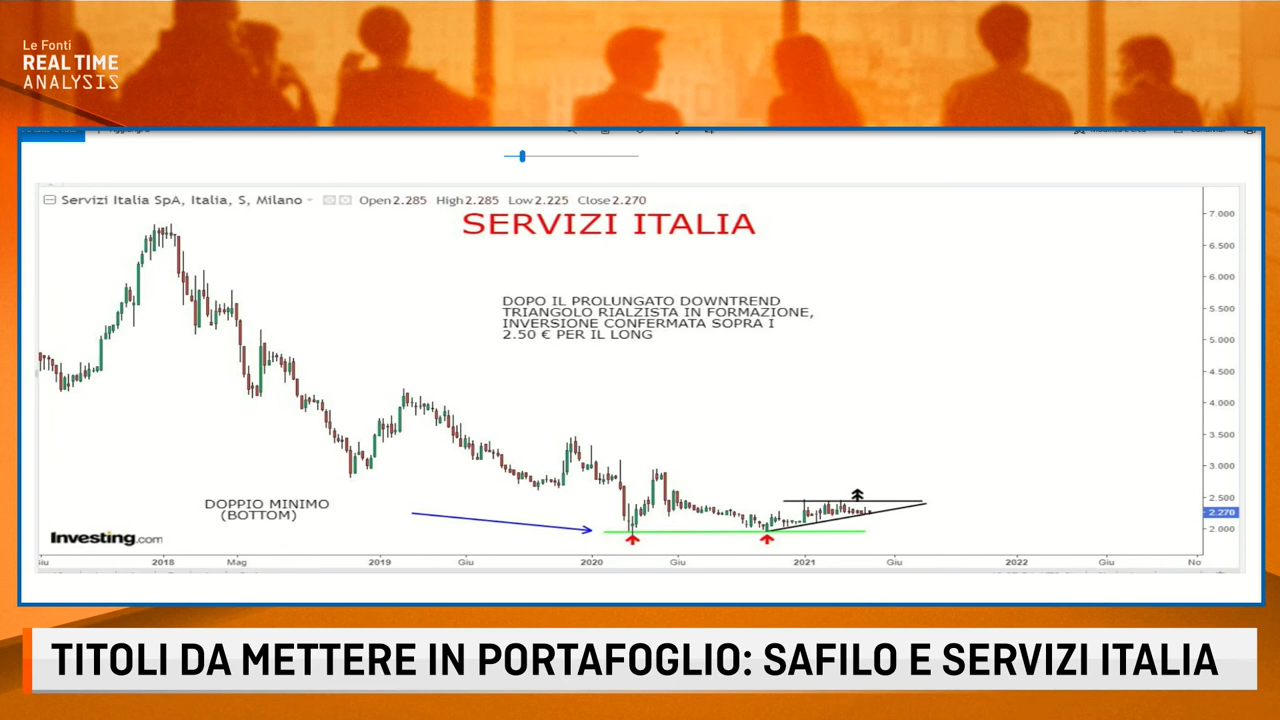 Le Fonti
REAL TIME
ANALYSIS
Servizi Italia SpA, Italia, S, Milano Open 2.285 High 2.285 Low 2.225 Close 2.270
SERVIZI ITALIA
DOPO IL PROLUNGATO DOWNTREND
TRIANGOLO RIALZISTA IN FORMAZIONE,
INVERSIONE CONFERMATA SOPRA I
2.50 € PER IL LONG
7.000
6.500
6.000
5.500
5.000
4.500
4.000
3.500
3.000
2.500
2.270
2.000
DOPPIO MINIMO
(BOTTOM)
Investing.com
2018 Mag 2019 Giu 2020 Giu 2021 Giu 2022 Giu No
TITOLI DA METTERE IN PORTAFOGLIO: SAFILO E SERVIZI ITALIA